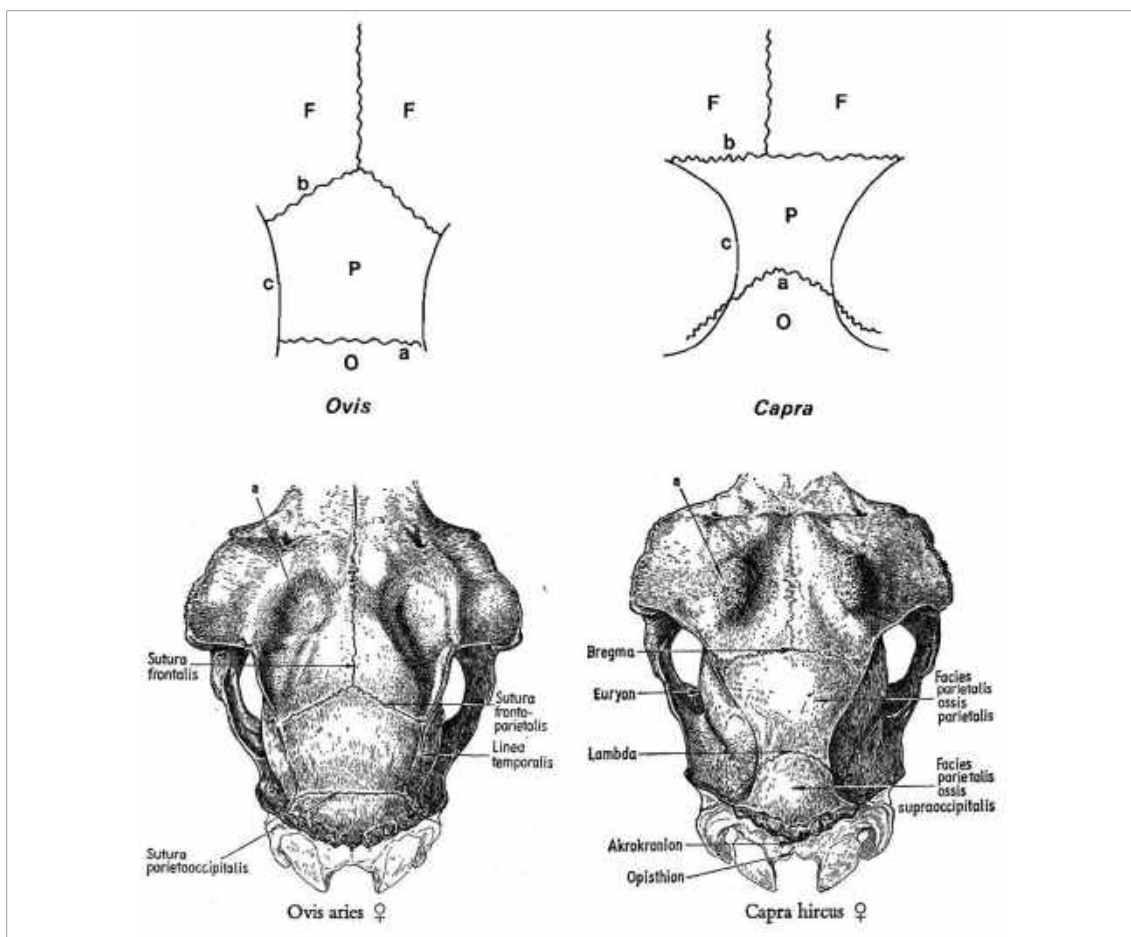 F F
b
P
c
a
O
Ovis
F F
b
P
c
a
O
Capra
a
Sutura
frontalis
Sutura
fronto-
parietalis
Linea
temporalis
Sutura
parietooccipitalis
Ovis aries ♀
a
Bregma
Euryon
Facies
parietalis
ossis
parietalis
Lambda
Facies
parietalis
ossis
supraoccipitalis
Akrokranion
Opisthion
Capra hircus ♀